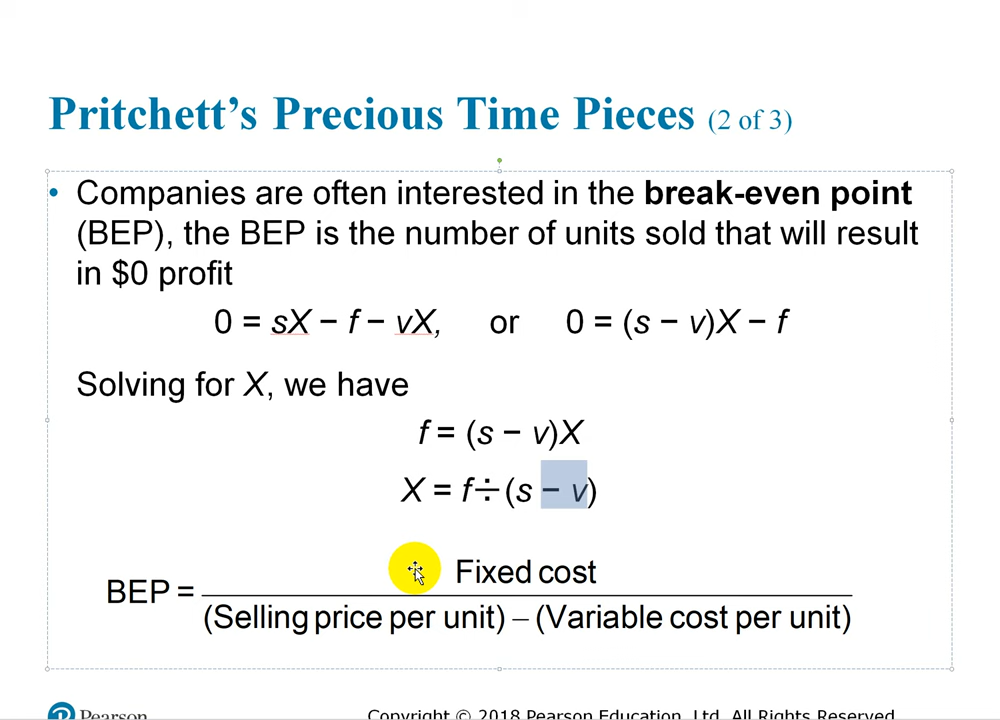 Pritchett’s Precious Time Pieces (2 of 3)
• Companies are often interested in the break-even point
(BEP), the BEP is the number of units sold that will result
in $0 profit
0 = sX − f − vX, or 0 = (s − v)X − f
Solving for X, we have
f = (s − v)X
X = f÷(s − v)
Fixed cost
BEP =
(Selling price per unit) – (Variable cost per unit)
Pearson
Copyright © 2018 Pearson Education, Ltd. All Rights Reserved